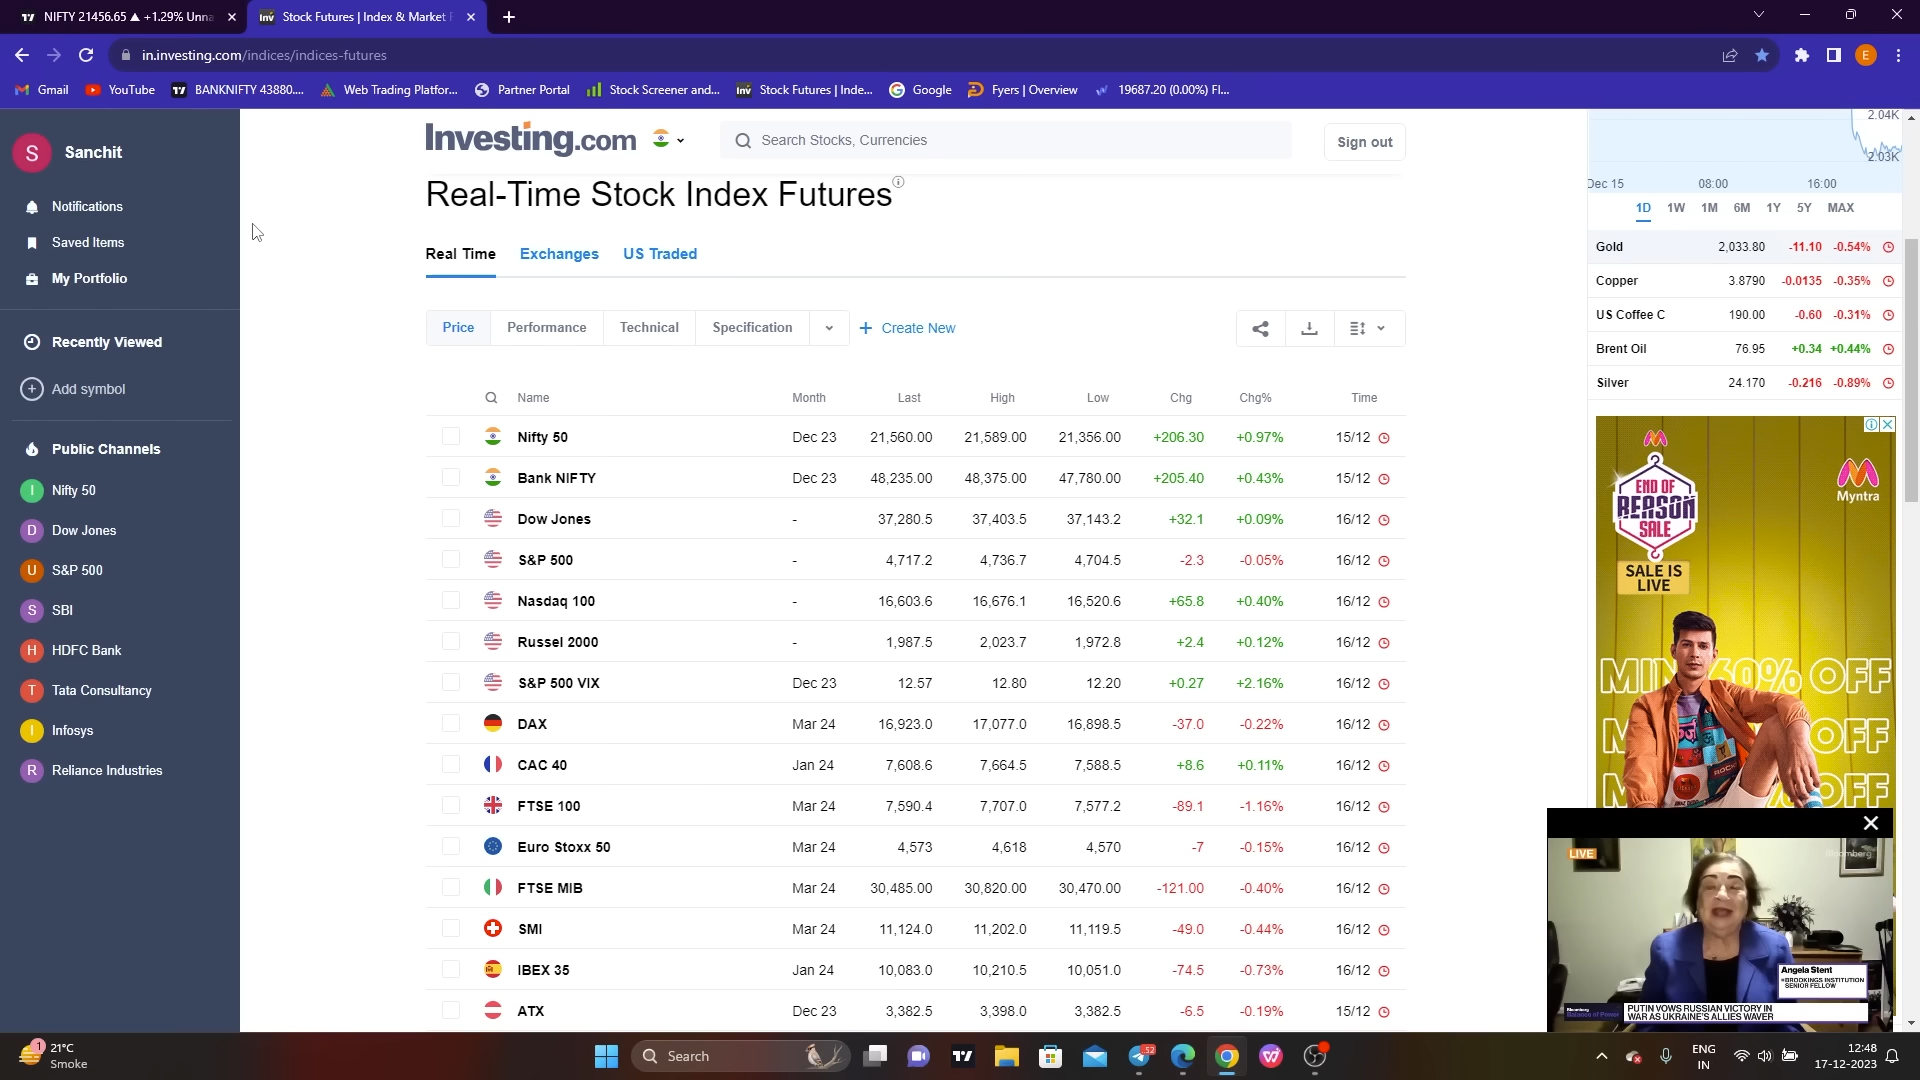 NIFTY 21456.65 ▲ +1.29% Unna
Stock Futures | Index & Market F
in.investing.com/indices/indices-futures
E
Gmail
YouTube
BANKNIFTY 43880....
Web Trading Platfor...
Partner Portal
Stock Screener and...
Stock Futures | Inde...
Google
Fyers | Overview
19687.20 (0.00%) Fl...
S
Sanchit
Notifications
Saved Items
My Portfolio
Recently Viewed
Add symbol
Public Channels
I Nifty 50
D Dow Jones
U S&P 500
S SBI
H HDFC Bank
T Tata Consultancy
I Infosys
R Reliance Industries
Investing.com
Search Stocks, Currencies
Sign out
Real-Time Stock Index Futures
Real Time Exchanges US Traded
Price Performance Technical Specification + Create New
Name Month Last High Low Chg Chg% Time
Nifty 50 Dec 23 21,560.00 21,589.00 21,356.00 +206.30 +0.97% 15/12
Bank NIFTY Dec 23 48,235.00 48,375.00 47,780.00 +205.40 +0.43% 15/12
Dow Jones - 37,280.5 37,403.5 37,143.2 +32.1 +0.09% 16/12
S&P 500 - 4,717.2 4,736.7 4,704.5 -2.3 -0.05% 16/12
Nasdaq 100 - 16,603.6 16,676.1 16,520.6 +65.8 +0.40% 16/12
Russel 2000 - 1,987.5 2,023.7 1,972.8 +2.4 +0.12% 16/12
S&P 500 VIX Dec 23 12.57 12.80 12.20 +0.27 +2.16% 16/12
DAX Mar 24 16,923.0 17,077.0 16,898.5 -37.0 -0.22% 16/12
CAC 40 Jan 24 7,608.6 7,664.5 7,588.5 +8.6 +0.11% 16/12
FTSE 100 Mar 24 7,590.4 7,707.0 7,577.2 -89.1 -1.16% 16/12
Euro Stoxx 50 Mar 24 4,573 4,618 4,570 -7 -0.15% 16/12
FTSE MIB Mar 24 30,485.00 30,820.00 30,470.00 -121.00 -0.40% 16/12
SMI Mar 24 11,124.0 11,202.0 11,119.5 -49.0 -0.44% 16/12
IBEX 35 Jan 24 10,083.0 10,210.5 10,051.0 -74.5 -0.73% 16/12
ATX Dec 23 3,382.5 3,398.0 3,382.5 -6.5 -0.19% 15/12
2.04K
2.03K
Dec 15 08:00 16:00
1D 1W 1M 6M 1Y 5Y MAX
Gold 2,033.80 -11.10 -0.54%
Copper 3.8790 -0.0135 -0.35%
US Coffee C 190.00 -0.60 -0.31%
Brent Oil 76.95 +0.34 +0.44%
Silver 24.170 -0.216 -0.89%
END OF
REASON
SALE
SALE IS
LIVE
Myntra
MIN 60% OFF
OFF
OFF
LIVE
Bloomberg
Angela Stent
BROOKINGS INSTITUTION
SENIOR FELLOW
Bloomberg
Balance of Power
PUTIN VOWS RUSSIAN VICTORY IN
WAR AS UKRAINE'S ALLIES WAVER
1
21°C
Smoke
Search
52
ENG
IN
12:48
17-12-2023